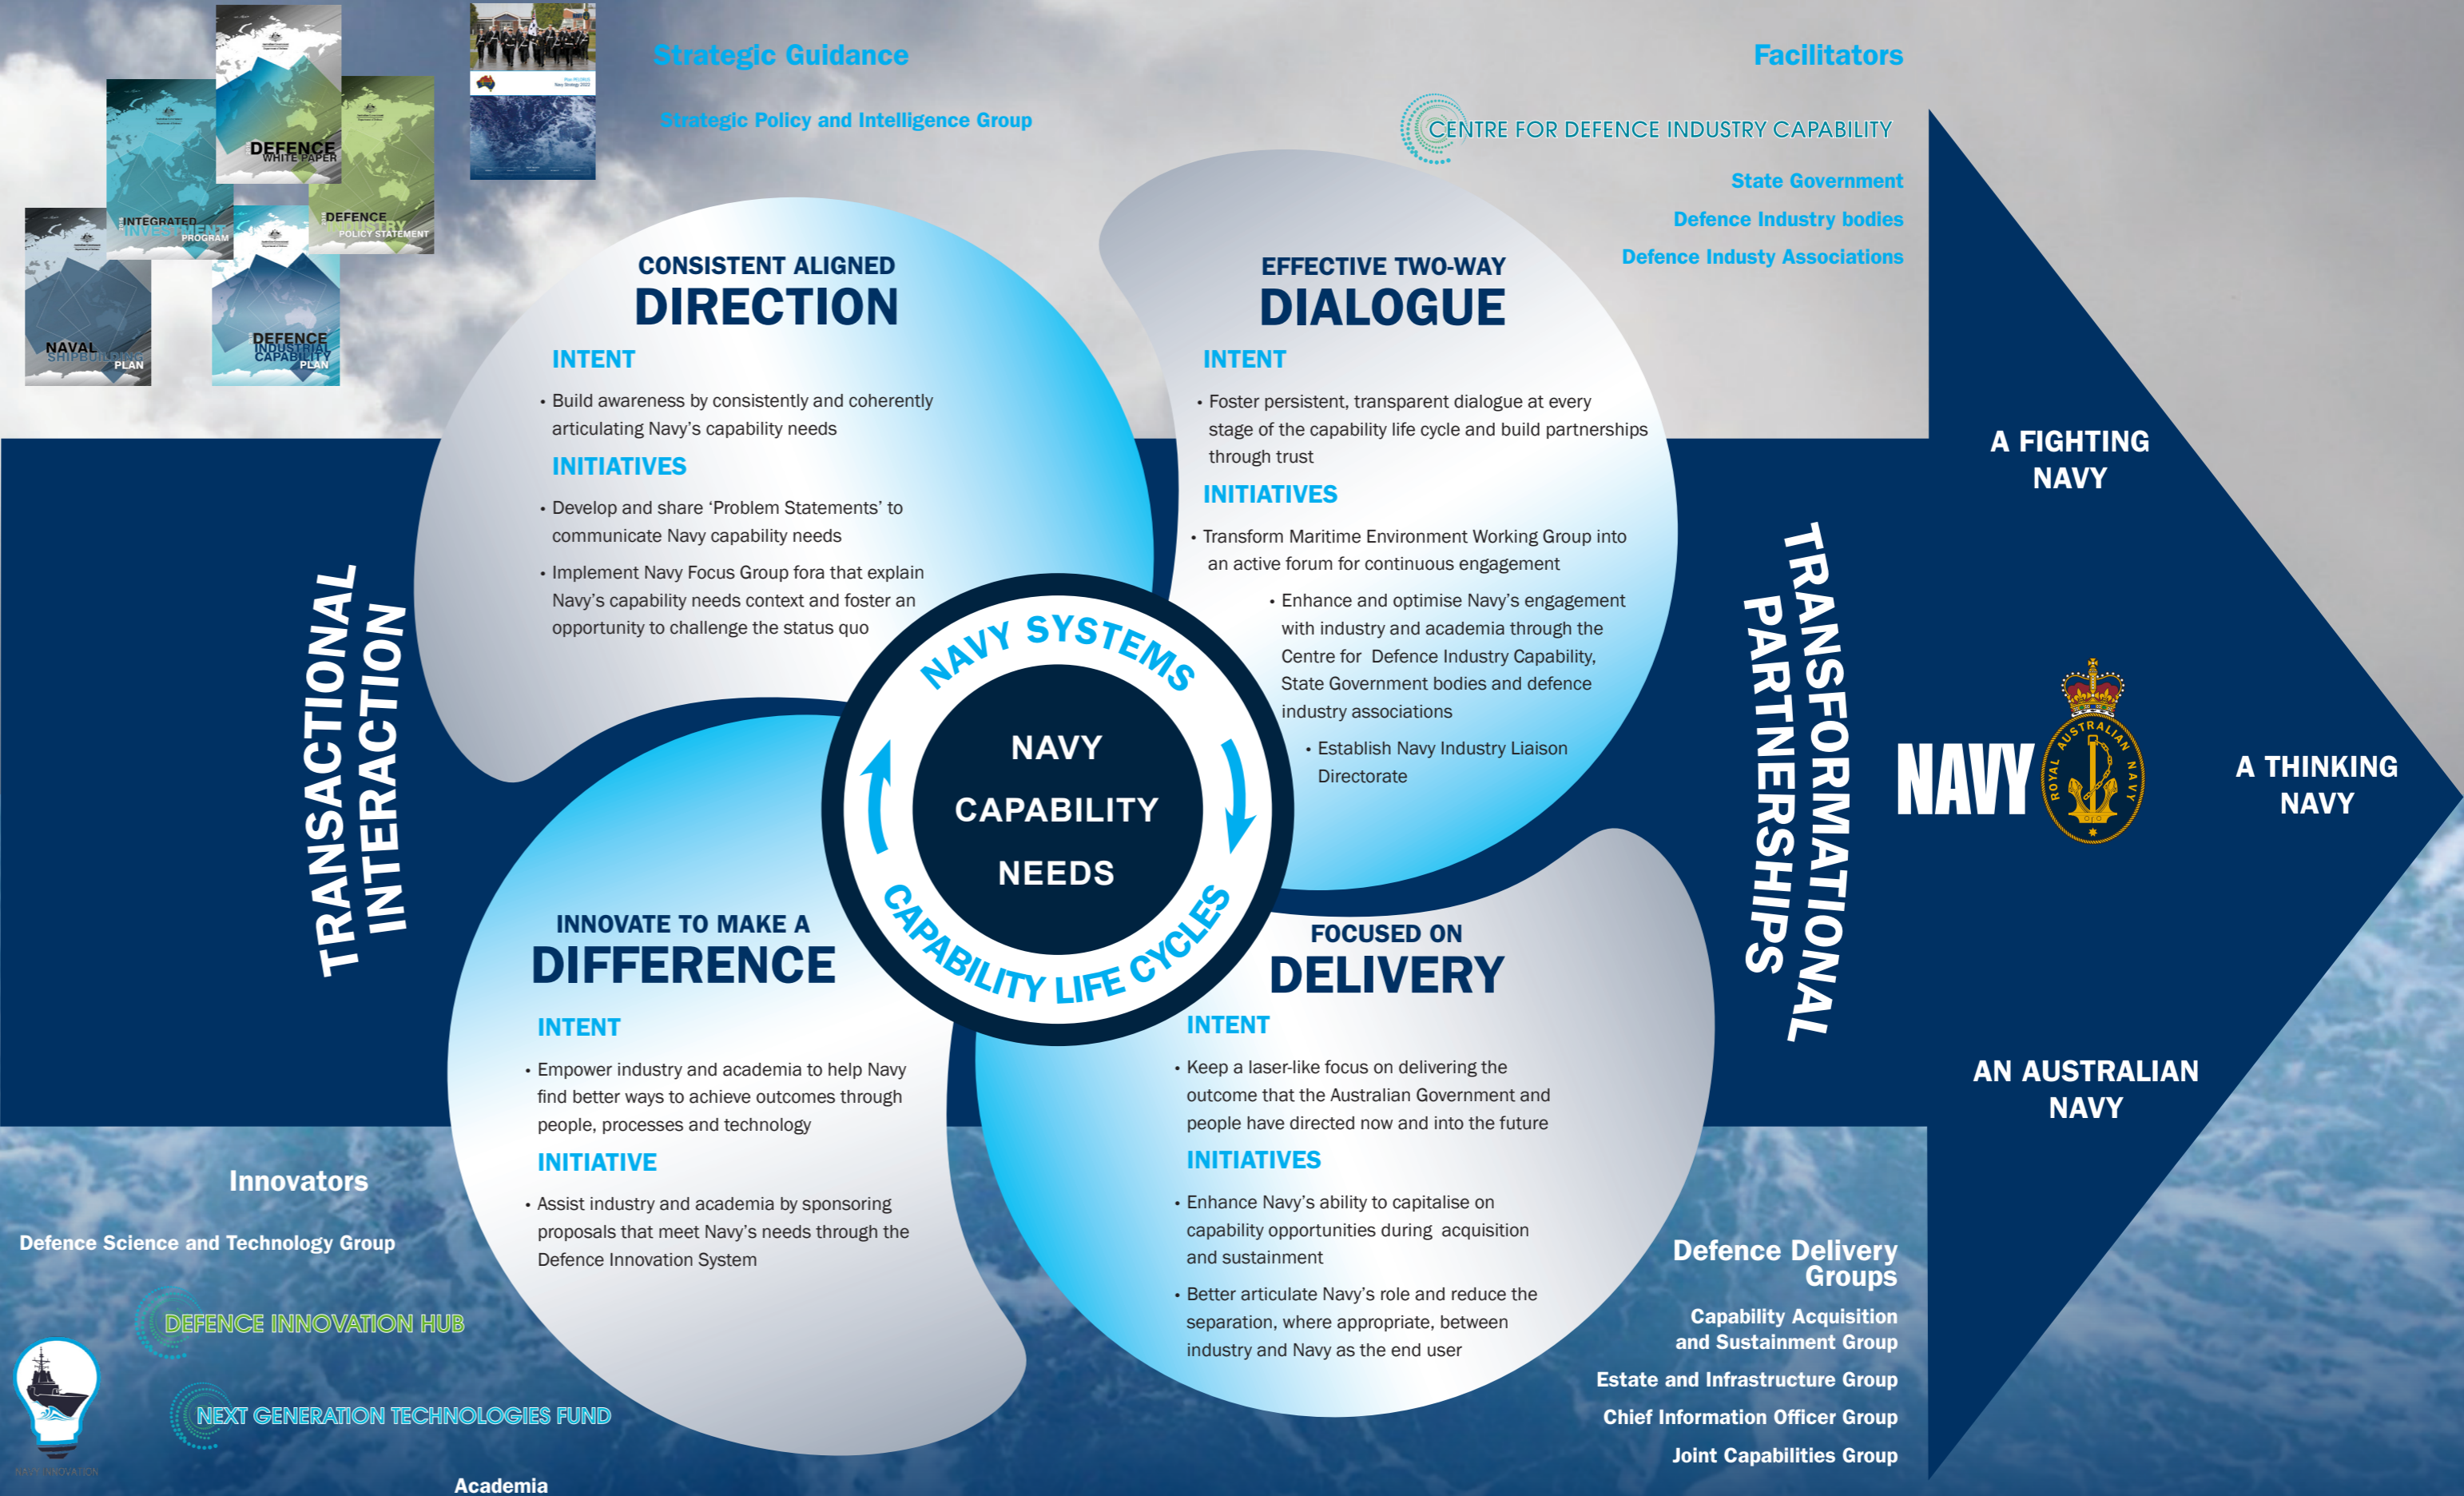 DEFENCE
WHITE PAPER
INTEGRATED
INVESTMENT
PROGRAM
DEFENCE
INDUSTRY
POLICY STATEMENT
NAVAL
SHIPBUILDING
PLAN
DEFENCE
INDUSTRIAL
CAPABILITY
PLAN
Strategic Guidance
Strategic Policy and Intelligence Group
Facilitators
CENTRE FOR DEFENCE INDUSTRY CAPABILITY
State Government
Defence Industry bodies
Defence Industy Associations
CONSISTENT ALIGNED
DIRECTION
INTENT
• Build awareness by consistently and coherently
articulating Navy's capability needs
INITIATIVES
• Develop and share ‘Problem Statements’ to
communicate Navy capability needs
• Implement Navy Focus Group fora that explain
Navy's capability needs context and foster an
opportunity to challenge the status quo
EFFECTIVE TWO-WAY
DIALOGUE
INTENT
• Foster persistent, transparent dialogue at every
stage of the capability life cycle and build partnerships
through trust
INITIATIVES
• Transform Maritime Environment Working Group into
an active forum for continuous engagement
• Enhance and optimise Navy's engagement
with industry and academia through the
Centre for Defence Industry Capability,
State Government bodies and defence
industry associations
• Establish Navy Industry Liaison
Directorate
TRANSACTIONAL
INTERACTION
NAVY SYSTEMS
NAVY
CAPABILITY
NEEDS
CAPABILITY LIFE CYCLES
TRANSFORMATIONAL
PARTNERSHIPS
A FIGHTING
NAVY
NAVY
ROYAL AUSTRALIAN NAVY
A THINKING
NAVY
AN AUSTRALIAN
NAVY
INNOVATE TO MAKE A
DIFFERENCE
INTENT
• Empower industry and academia to help Navy
find better ways to achieve outcomes through
people, processes and technology
INITIATIVE
• Assist industry and academia by sponsoring
proposals that meet Navy's needs through the
Defence Innovation System
FOCUSED ON
DELIVERY
INTENT
• Keep a laser-like focus on delivering the
outcome that the Australian Government and
people have directed now and into the future
INITIATIVES
• Enhance Navy's ability to capitalise on
capability opportunities during acquisition
and sustainment
• Better articulate Navy's role and reduce the
separation, where appropriate, between
industry and Navy as the end user
Innovators
Defence Science and Technology Group
DEFENCE INNOVATION HUB
NEXT GENERATION TECHNOLOGIES FUND
NAVY INNOVATION
Academia
Defence Delivery
Groups
Capability Acquisition
and Sustainment Group
Estate and Infrastructure Group
Chief Information Officer Group
Joint Capabilities Group